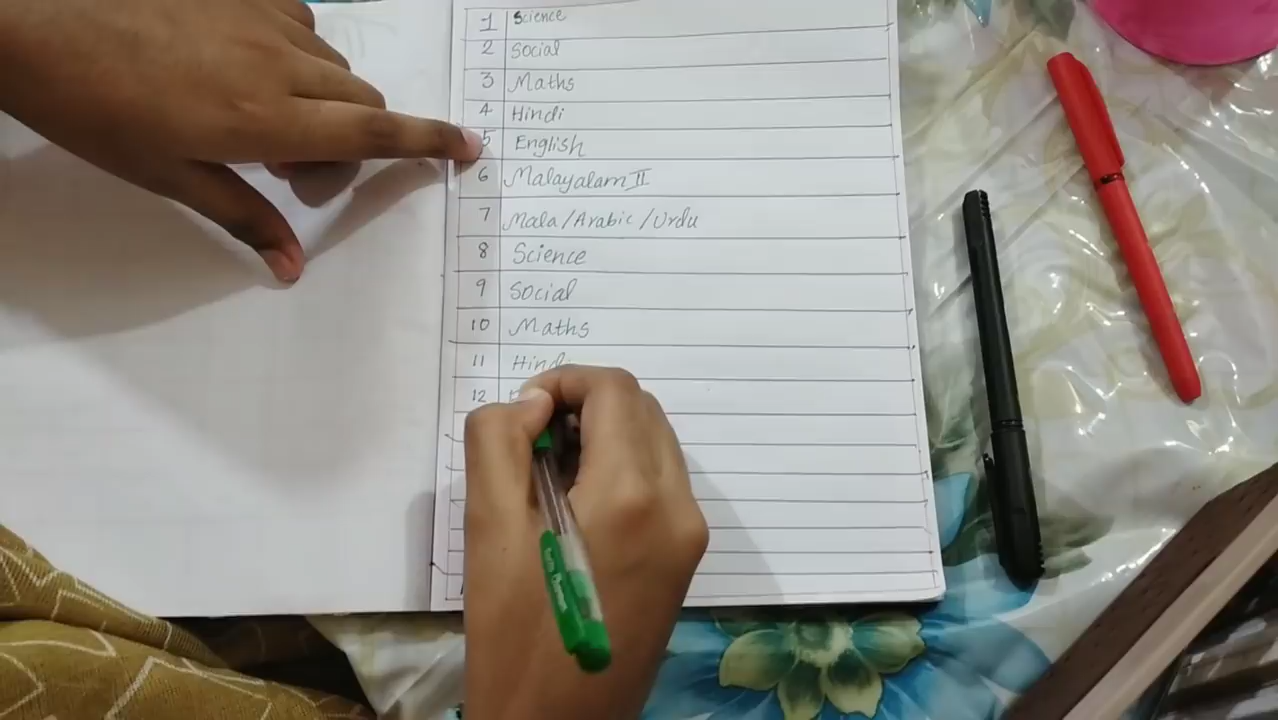 1 Science
2 Social
3 Maths
4 Hindi
5 English
6 Malayalam II
7 Mala/Arabic/Urdu
8 Science
9 Social
10 Maths
11 Hindi
12